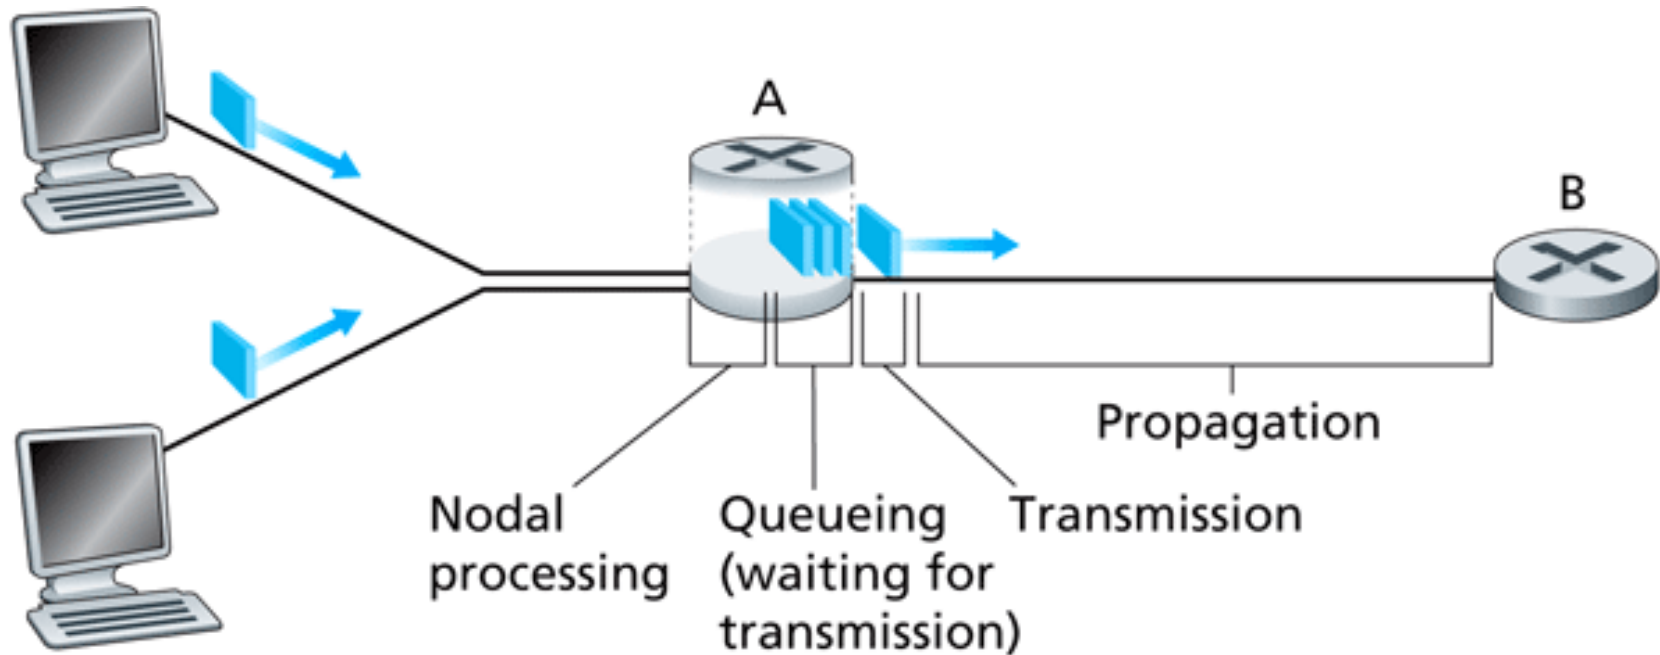 A
B
Propagation
Nodal
processing
Queueing
(waiting for
transmission)
Transmission